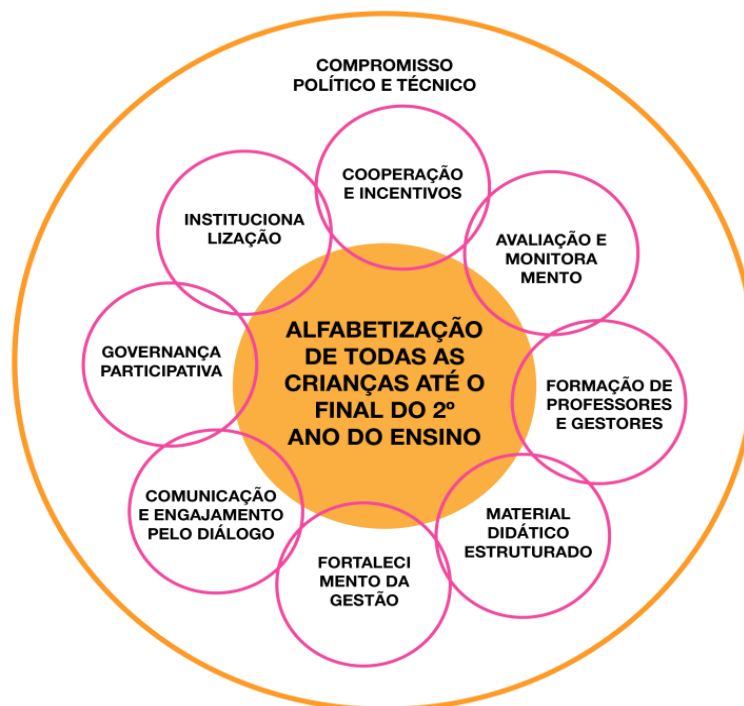 COMPROMISSO
POLÍTICO E TÉCNICO
COOPERAÇÃO
E INCENTIVOS
AVALIAÇÃO E
MONITORA
MENTO
FORMAÇÃO DE
PROFESSORES
E GESTORES
MATERIAL
DIDÁTICO
ESTRUTURADO
FORTALECI
MENTO DA
GESTÃO
COMUNICAÇÃO
E ENGAJAMENTO
PELO DIÁLOGO
GOVERNANÇA
PARTICIPATIVA
INSTITUCIONA
LIZAÇÃO
ALFABETIZAÇÃO
DE TODAS AS
CRIANÇAS ATÉ O
FINAL DO 2º
ANO DO ENSINO